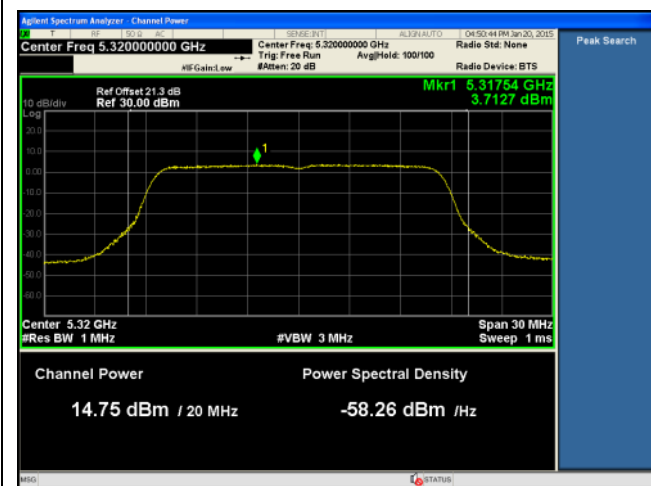 Agilent Spectrum Analyzer - Channel Power
T RF 50 Ω AC SENSE:INT ALIGN AUTO 04:50:44 PM Jan 20, 2015
Center Freq 5.320000000 GHz
Center Freq: 5.320000000 GHz
Radio Std: None
Peak Search
Trig: Free Run Avg|Hold: 100/100
#IFGain:Low #Atten: 20 dB Radio Device: BTS
Ref Offset 21.3 dB
Mkr1 5.31754 GHz
10 dB/div Ref 30.00 dBm 3.7127 dBm
Log
20.0
1
10.0
0.00
-10.0
-20.0
-30.0
-40.0
-50.0
-60.0
Center 5.32 GHz Span 30 MHz
#Res BW 1 MHz #VBW 3 MHz Sweep 1 ms
Channel Power Power Spectral Density
14.75 dBm / 20 MHz -58.26 dBm /Hz
MSG STATUS